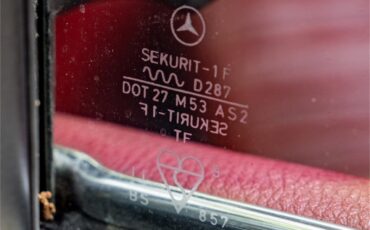 SEKURIT-1F
D287
DOT 27 M53 AS2
SEKURIT-1F
TF
BS 857